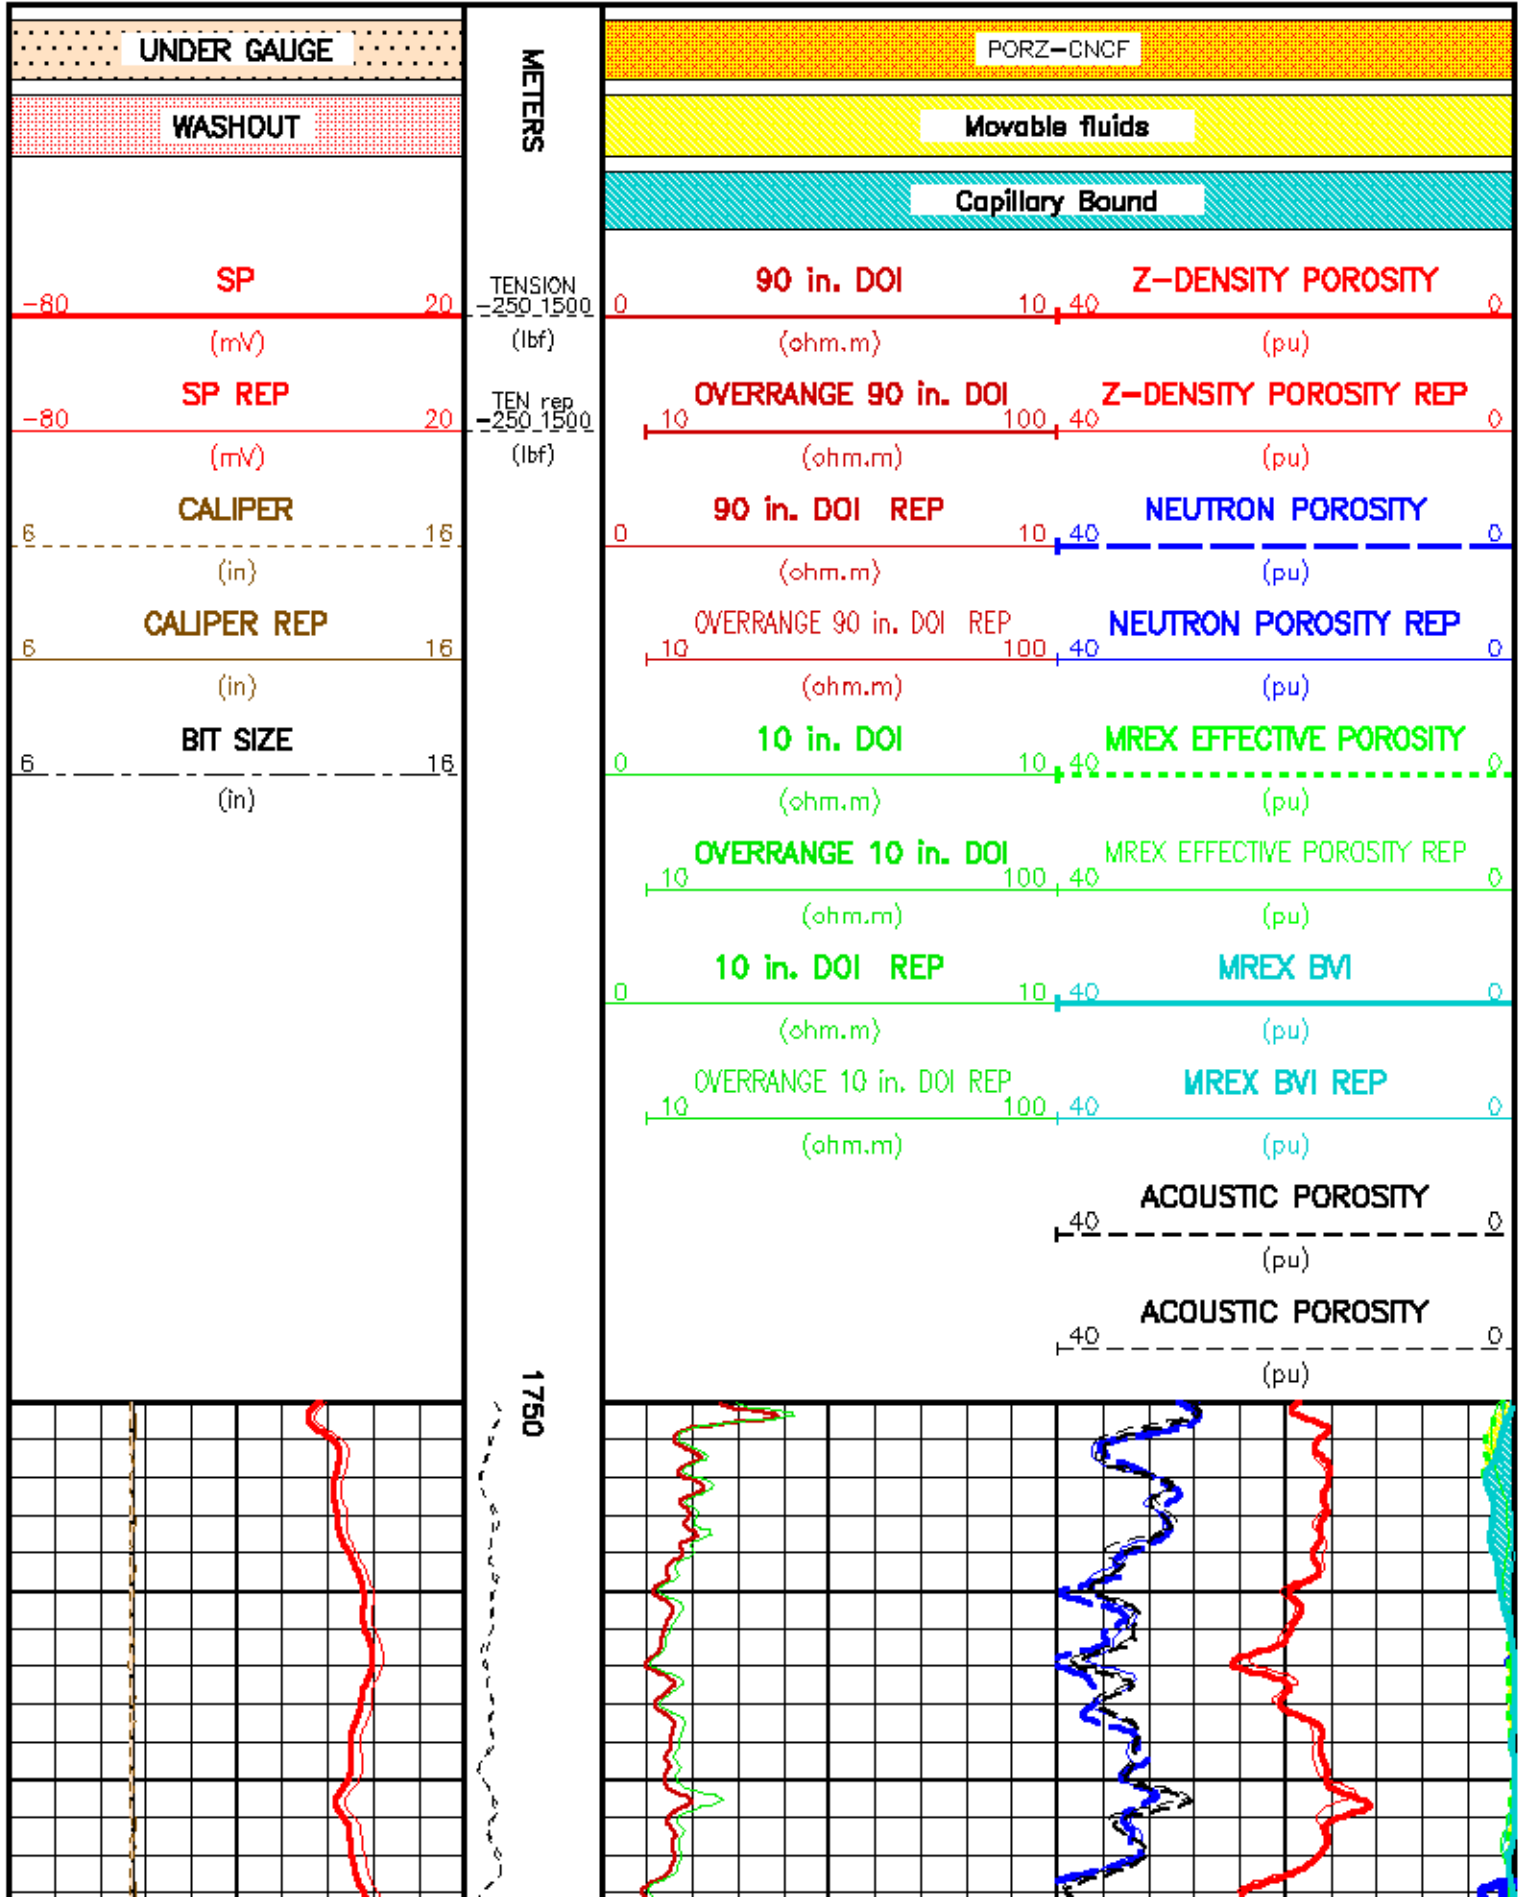 UNDER GAUGE
WASHOUT
SP
-80 20
(mV)
SP REP
-80 20
(mV)
CALIPER
6 16
(in)
CALIPER REP
6 16
(in)
BIT SIZE
6 16
(in)
METERS
TENSION
-250 1500
(lbf)
TEN rep
-250 1500
(lbf)
1750
PORZ-CNCF
Movable fluids
Capillary Bound
90 in. DOI
0 10
(ohm.m)
OVERRANGE 90 in. DOI
10 100
(ohm.m)
90 in. DOI REP
0 10
(ohm.m)
OVERRANGE 90 in. DOI REP
10 100
(ohm.m)
10 in. DOI
0 10
(ohm.m)
OVERRANGE 10 in. DOI
10 100
(ohm.m)
10 in. DOI REP
0 10
(ohm.m)
OVERRANGE 10 in. DOI REP
10 100
(ohm.m)
Z-DENSITY POROSITY
40 0
(pu)
Z-DENSITY POROSITY REP
40 0
(pu)
NEUTRON POROSITY
40 0
(pu)
NEUTRON POROSITY REP
40 0
(pu)
MREX EFFECTIVE POROSITY
40 0
(pu)
MREX EFFECTIVE POROSITY REP
40 0
(pu)
MREX BVI
40 0
(pu)
MREX BVI REP
40 0
(pu)
ACOUSTIC POROSITY
40 0
(pu)
ACOUSTIC POROSITY
40 0
(pu)